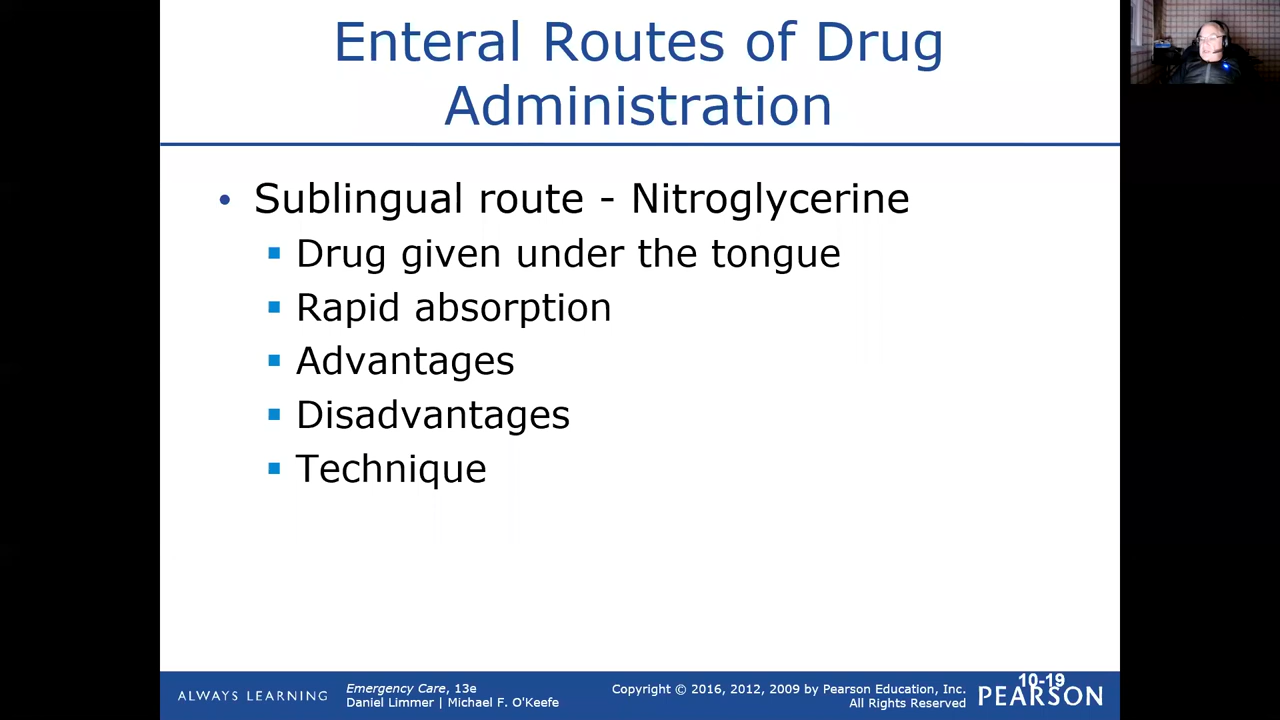 Enteral Routes of Drug
Administration
• Sublingual route - Nitroglycerine
▪ Drug given under the tongue
▪ Rapid absorption
▪ Advantages
▪ Disadvantages
▪ Technique
ALWAYS LEARNING
Emergency Care, 13e
Daniel Limmer | Michael F. O'Keefe
Copyright © 2016, 2012, 2009 by Pearson Education, Inc.
All Rights Reserved
10-19
PEARSON